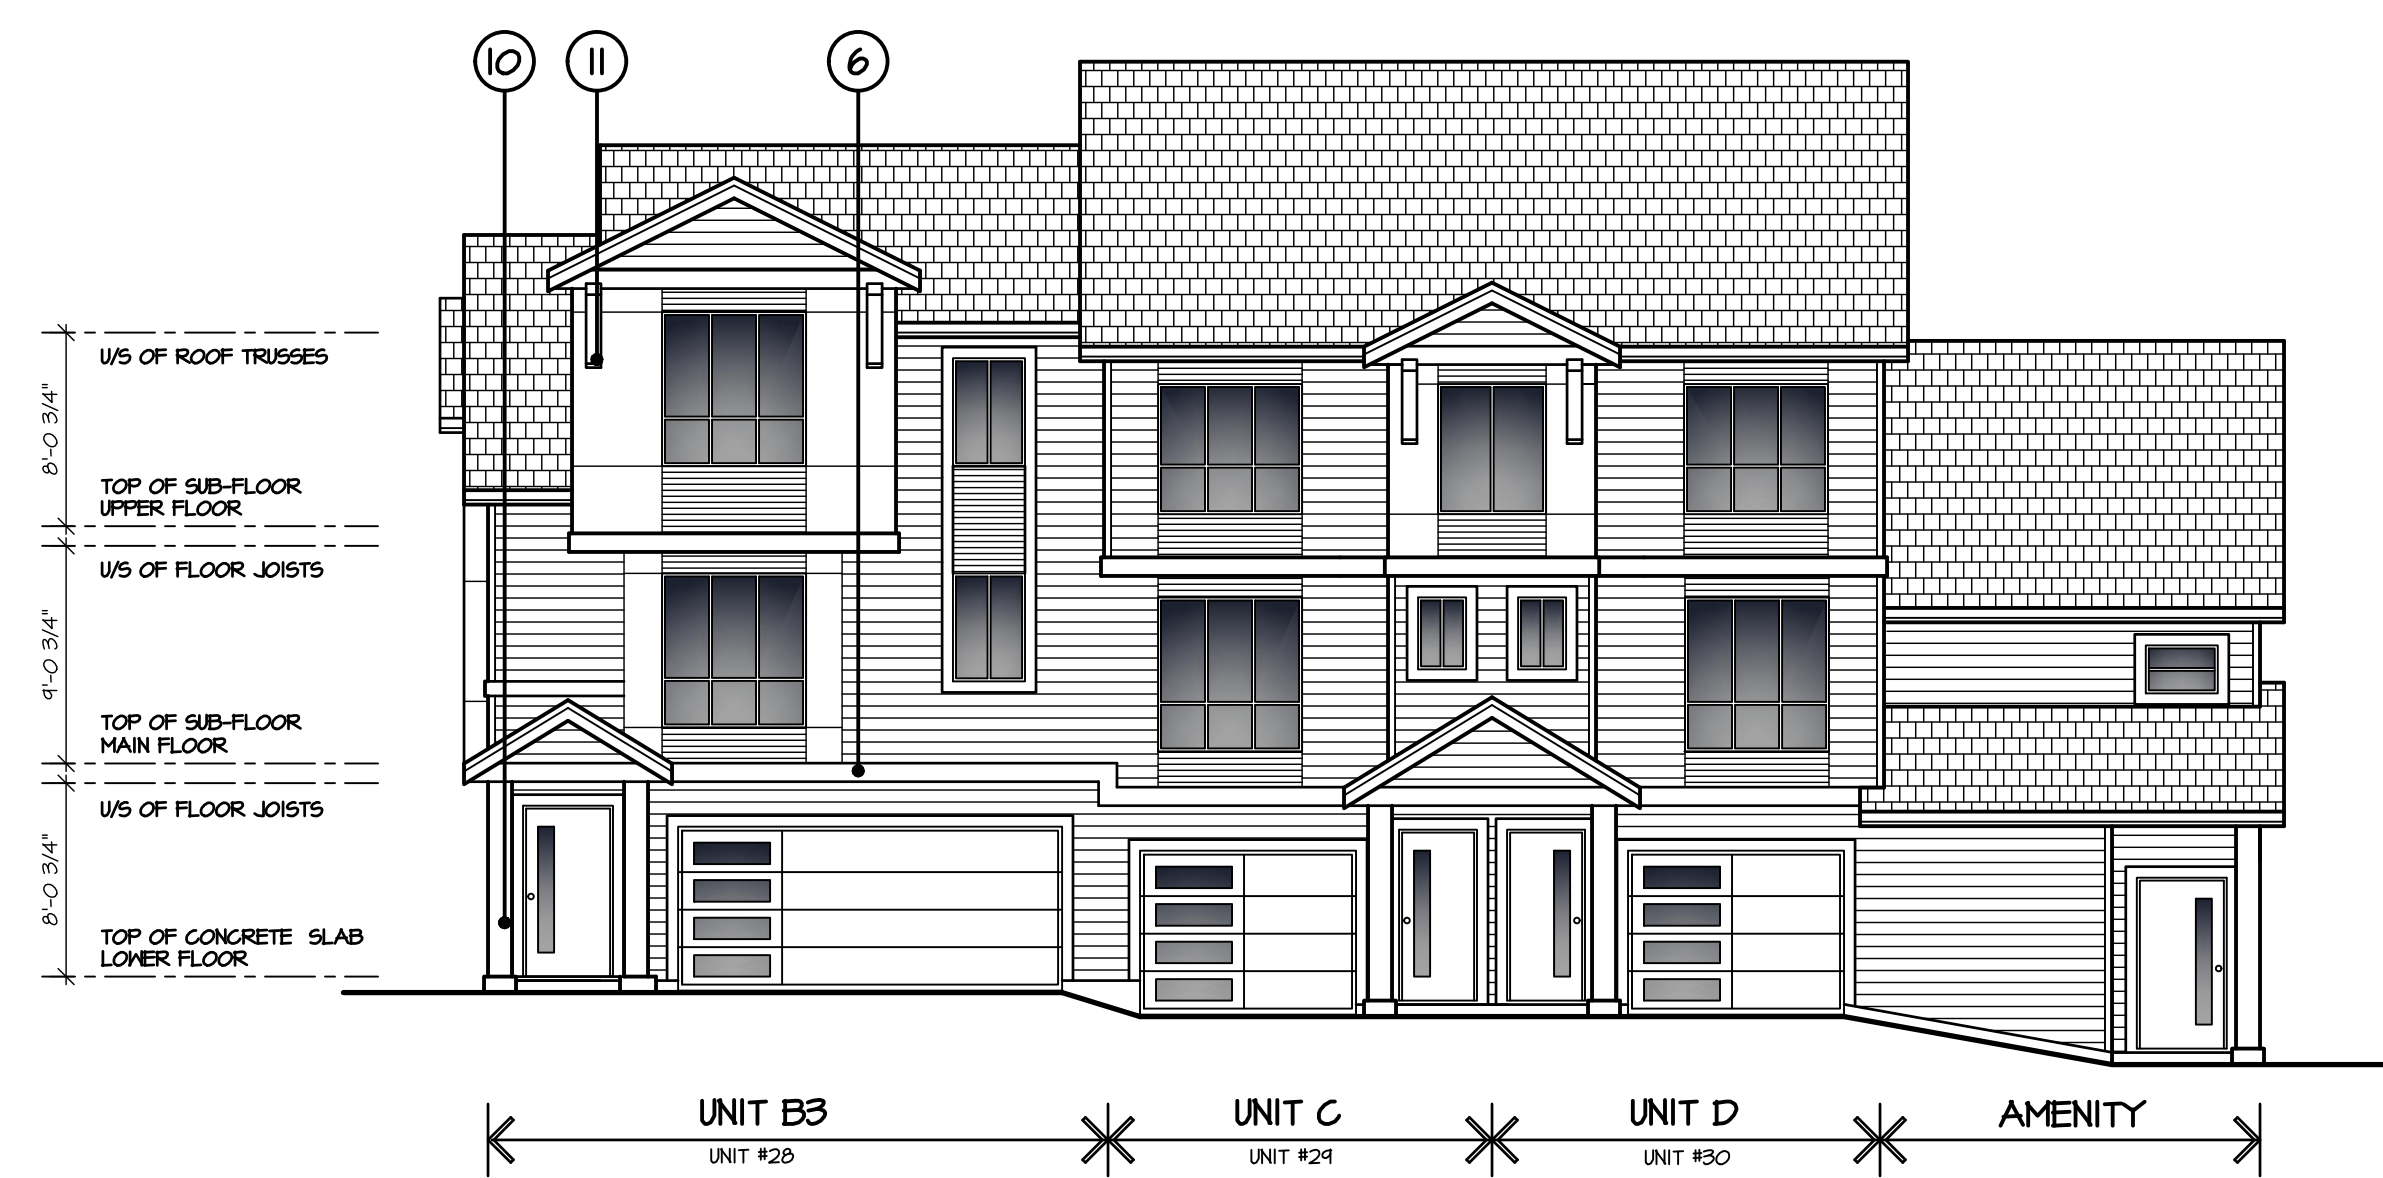 10 11 6
U/S OF ROOF TRUSSES
8'-0 3/4"
TOP OF SUB-FLOOR
UPPER FLOOR
U/S OF FLOOR JOISTS
9'-0 3/4"
TOP OF SUB-FLOOR
MAIN FLOOR
U/S OF FLOOR JOISTS
8'-0 3/4"
TOP OF CONCRETE SLAB
LOWER FLOOR
UNIT B3 UNIT C UNIT D AMENITY
UNIT #28 UNIT #29 UNIT #30